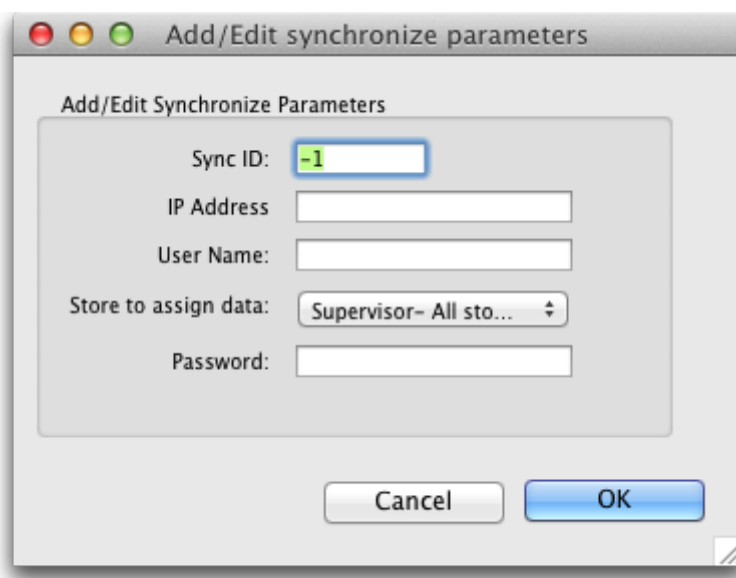 Add/Edit synchronize parameters
Add/Edit Synchronize Parameters
Sync ID: -1
IP Address
User Name:
Store to assign data: Supervisor- All sto...
Password:
Cancel OK